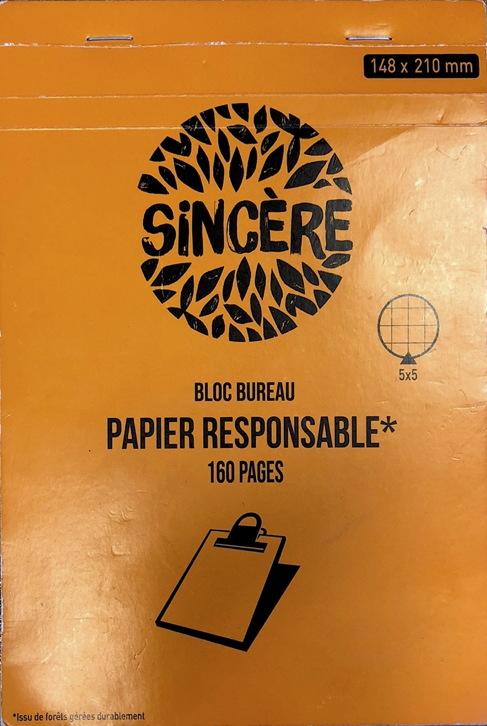 148 x 210 mm
SiNCÈRE
5x5
BLOC BUREAU
PAPIER RESPONSABLE*
160 PAGES
*Issu de forêts gérées durablement